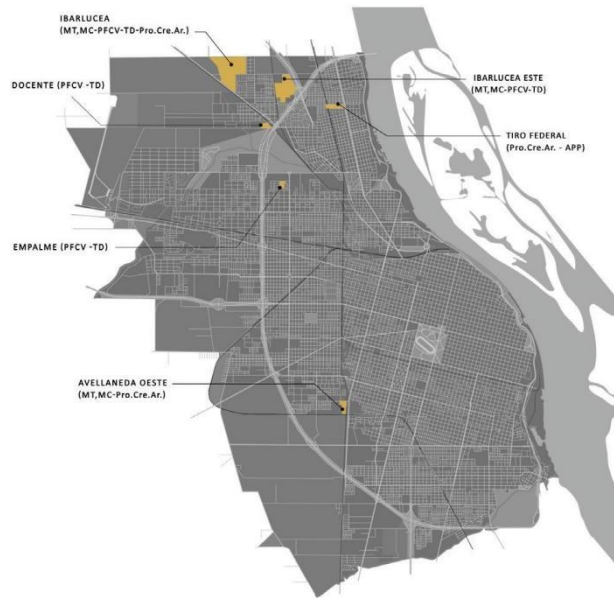 IBARLUCEA
(MT,MC-PFCV-TD-Pro.Cre.Ar.)
DOCENTE (PFCV -TD)
IBARLUCEA ESTE
(MT,MC-PFCV-TD)
TIRO FEDERAL
(Pro.Cre.Ar. - APP)
EMPALME (PFCV -TD)
AVELLANEDA OESTE
(MT,MC-Pro.Cre.Ar.)